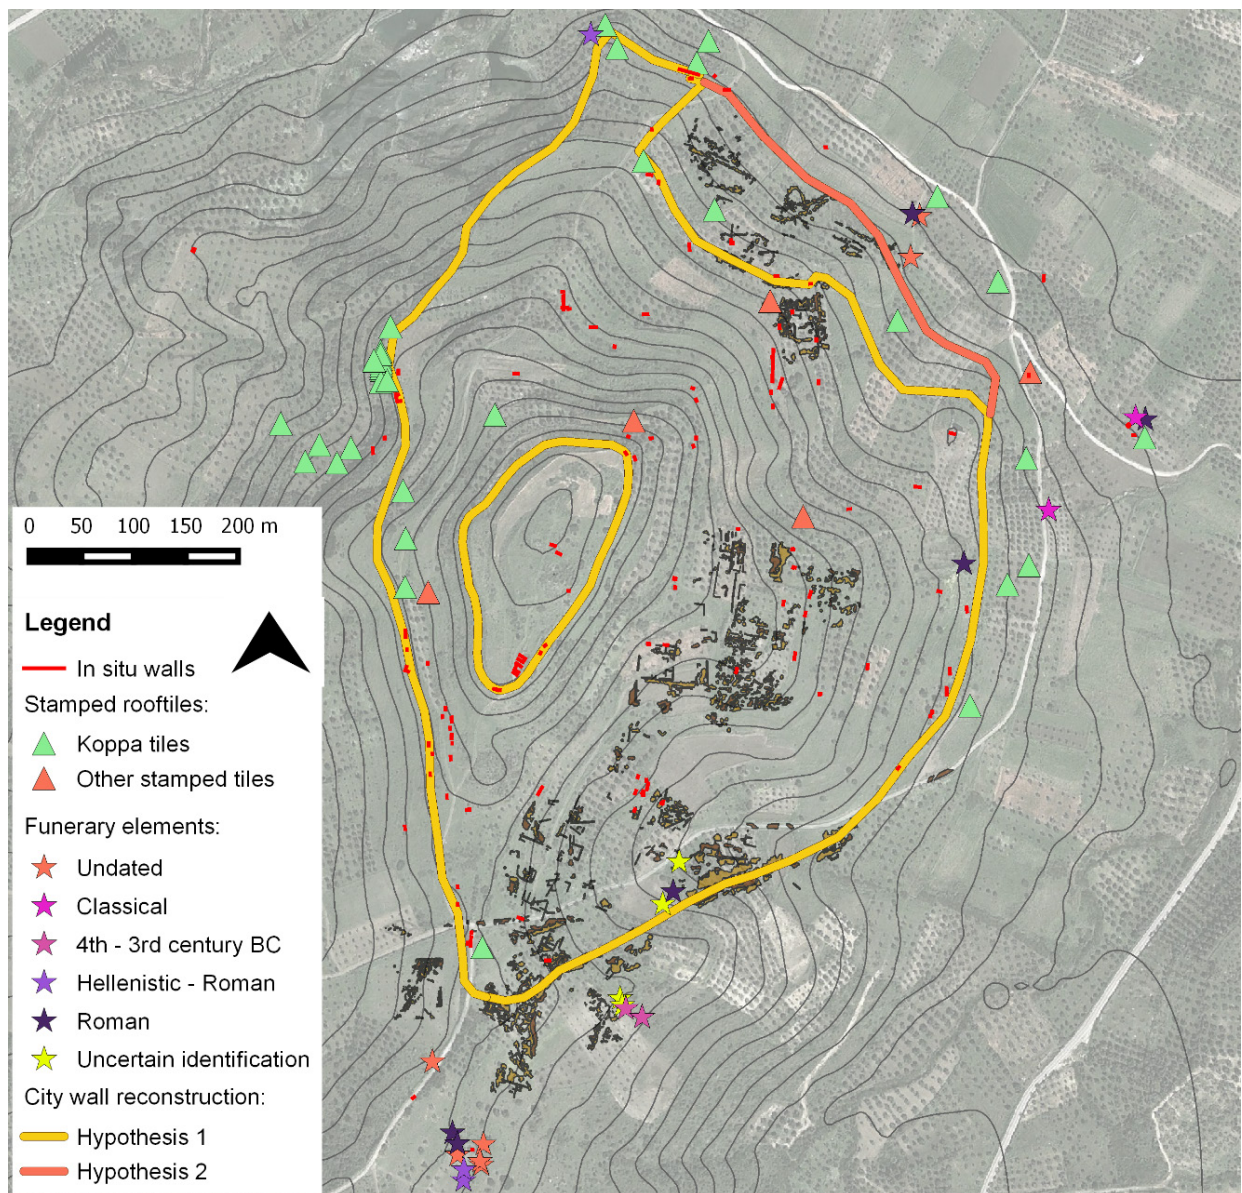 0 50 100 150 200 m
Legend
In situ walls
Stamped rooftiles:
Koppa tiles
Other stamped tiles
Funerary elements:
Undated
Classical
4th - 3rd century BC
Hellenistic - Roman
Roman
Uncertain identification
City wall reconstruction:
Hypothesis 1
Hypothesis 2